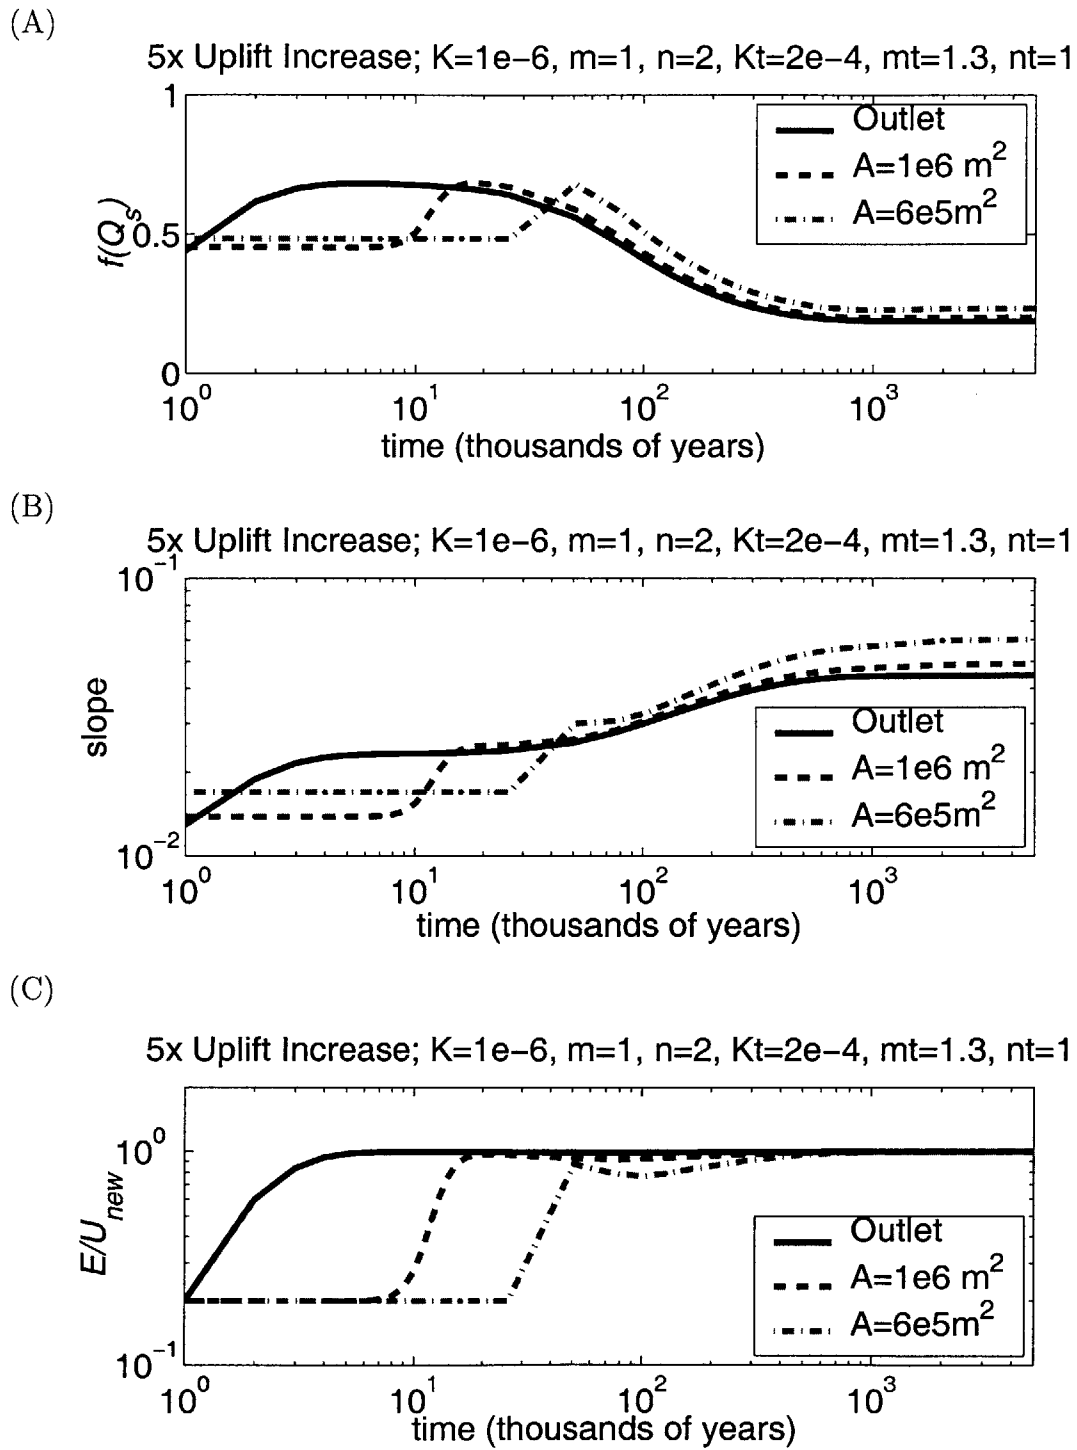 (A)
5x Uplift Increase; K=1e−6, m=1, n=2, Kt=2e−4, mt=1.3, nt=1
1
0.5
0
f(Qs)
Outlet
A=1e6 m²
A=6e5m²
10⁰ 10¹ 10² 10³
time (thousands of years)
(B)
5x Uplift Increase; K=1e−6, m=1, n=2, Kt=2e−4, mt=1.3, nt=1
10⁻¹
10⁻²
slope
Outlet
A=1e6 m²
A=6e5m²
10⁰ 10¹ 10² 10³
time (thousands of years)
(C)
5x Uplift Increase; K=1e−6, m=1, n=2, Kt=2e−4, mt=1.3, nt=1
10⁰
10⁻¹
E/Unew
Outlet
A=1e6 m²
A=6e5m²
10⁰ 10¹ 10² 10³
time (thousands of years)